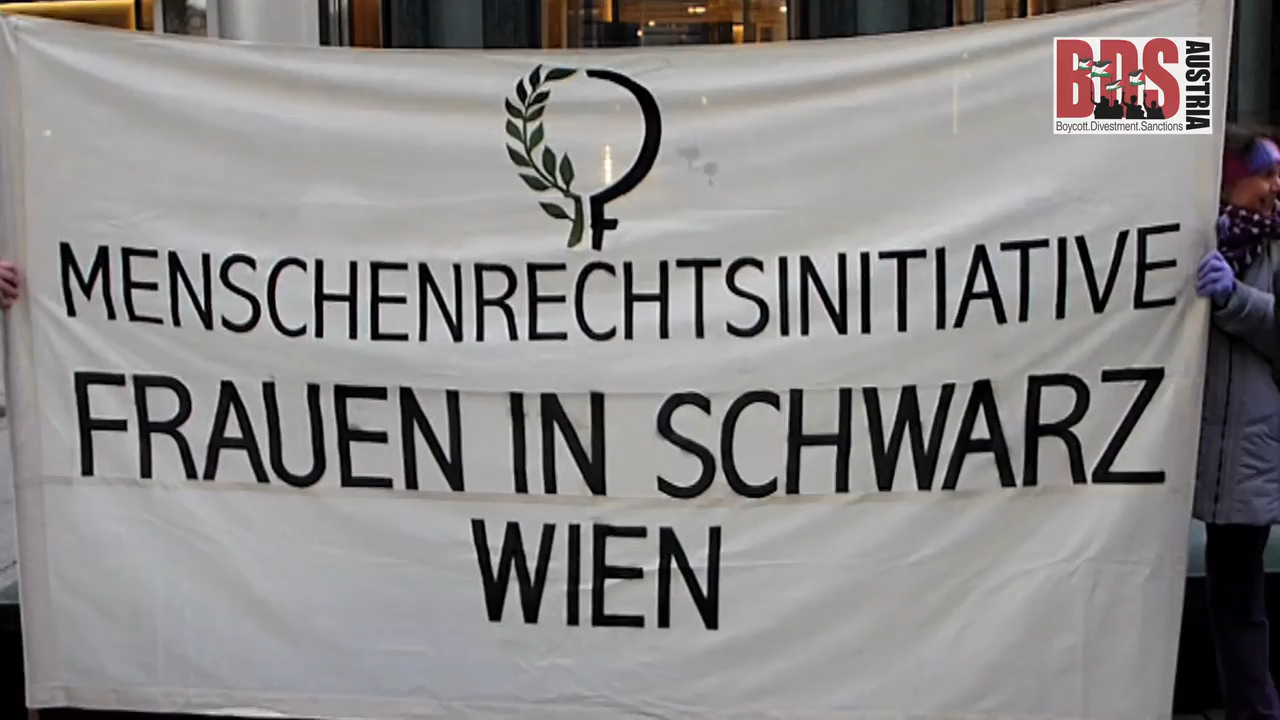 BDS
AUSTRIA
Boycott.Divestment.Sanctions
MENSCHENRECHTSINITIATIVE
FRAUEN IN SCHWARZ
WIEN